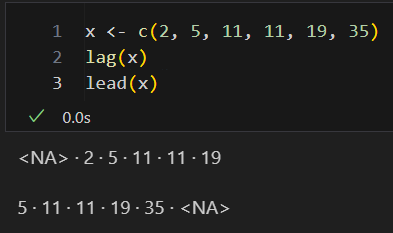 1 x <- c(2, 5, 11, 11, 19, 35)
2 lag(x)
3 lead(x)
0.0s
<NA> · 2 · 5 · 11 · 11 · 19
5 · 11 · 11 · 19 · 35 · <NA>